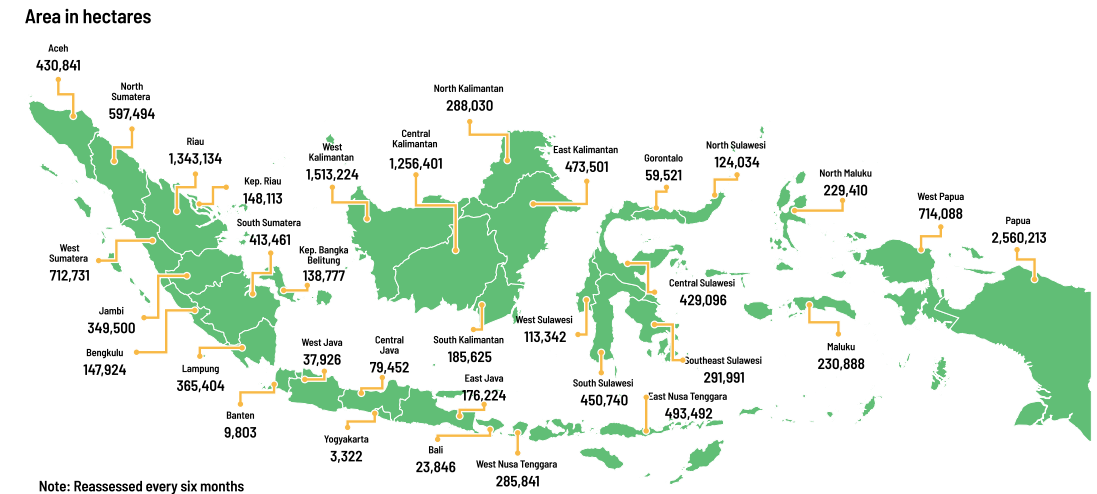 Area in hectares
Aceh
430,841
North
Sumatera
597,494
Riau
1,343,134
Kep. Riau
148,113
South Sumatera
413,461
Kep. Bangka
Belitung
138,777
West
Sumatera
712,731
Jambi
349,500
Bengkulu
147,924
Lampung
365,404
Banten
9,803
West Java
37,926
Central
Java
79,452
Yogyakarta
3,322
East Java
176,224
Bali
23,846
West Nusa Tenggara
285,841
East Nusa Tenggara
493,492
West
Kalimantan
1,513,224
Central
Kalimantan
1,256,401
North Kalimantan
288,030
East Kalimantan
473,501
South Kalimantan
185,625
Gorontalo
59,521
North Sulawesi
124,034
Central Sulawesi
429,096
West Sulawesi
113,342
Southeast Sulawesi
291,991
South Sulawesi
450,740
North Maluku
229,410
Maluku
230,888
West Papua
714,088
Papua
2,560,213
Note: Reassessed every six months